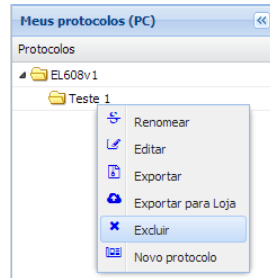 Meus protocolos (PC)
Protocolos
EL608v1
Teste 1
Renomear
Editar
Exportar
Exportar para Loja
Excluir
Novo protocolo